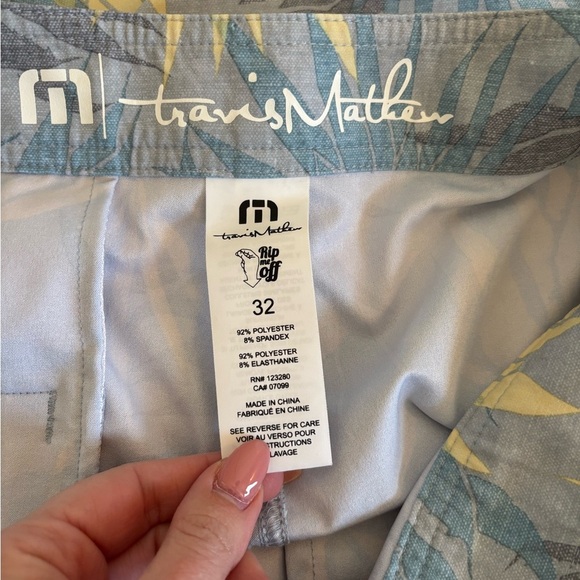 travisMathew
travisMathew
Rip
me
off
32
92% POLYESTER
8% SPANDEX
92% POLYESTER
8% ELASTHANNE
RN# 123280
CA# 07099
MADE IN CHINA
FABRIQUÉ EN CHINE
SEE REVERSE FOR CARE
VOIR AU VERSO POUR
STRUCTIONS
LAVAGE